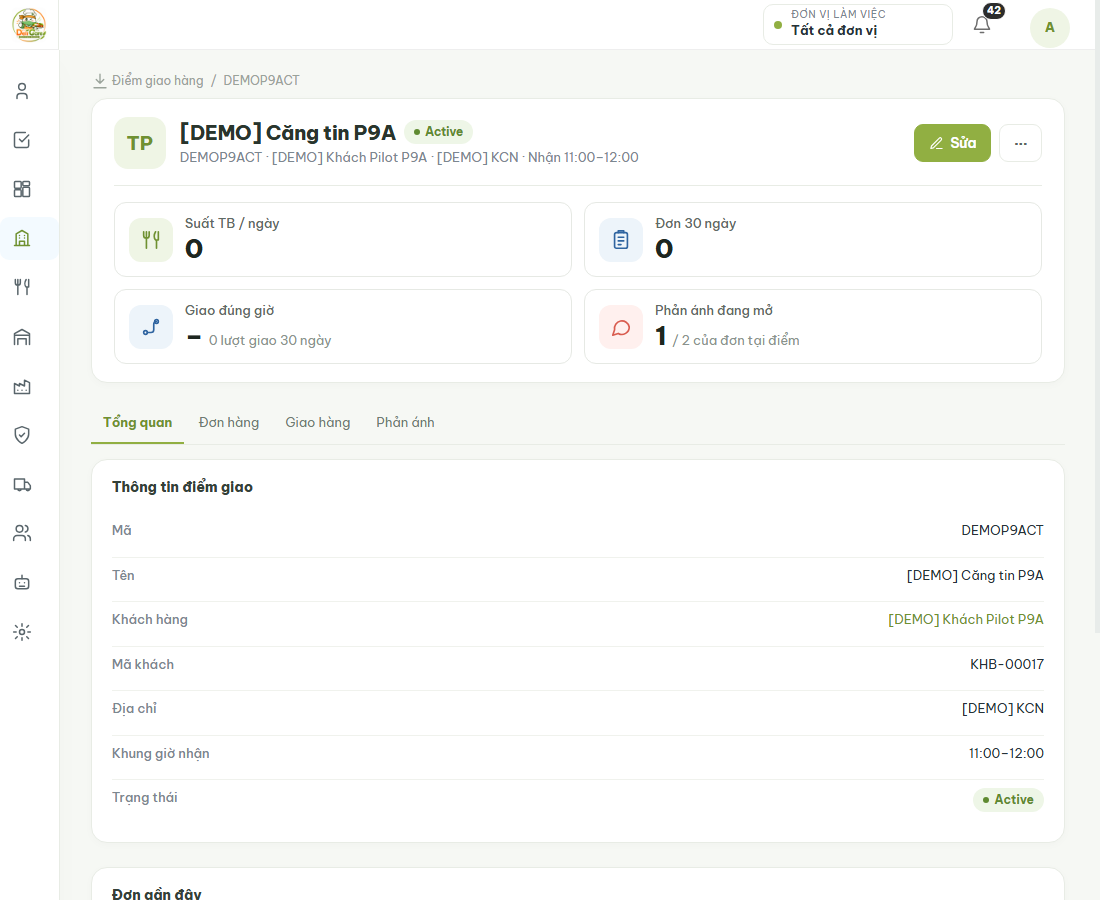 ĐƠN VỊ LÀM VIỆC
Tất cả đơn vị
42
A
Điểm giao hàng / DEMOP9ACT
TP
[DEMO] Căng tin P9A
Active
DEMOP9ACT · [DEMO] Khách Pilot P9A · [DEMO] KCN · Nhận 11:00–12:00
Sửa
...
Suất TB / ngày
0
Đơn 30 ngày
0
Giao đúng giờ
– 0 lượt giao 30 ngày
Phản ánh đang mở
1 / 2 của đơn tại điểm
Tổng quan
Đơn hàng
Giao hàng
Phản ánh
Thông tin điểm giao
Mã
DEMOP9ACT
Tên
[DEMO] Căng tin P9A
Khách hàng
[DEMO] Khách Pilot P9A
Mã khách
KHB-00017
Địa chỉ
[DEMO] KCN
Khung giờ nhận
11:00–12:00
Trạng thái
Active
Đơn gần đây